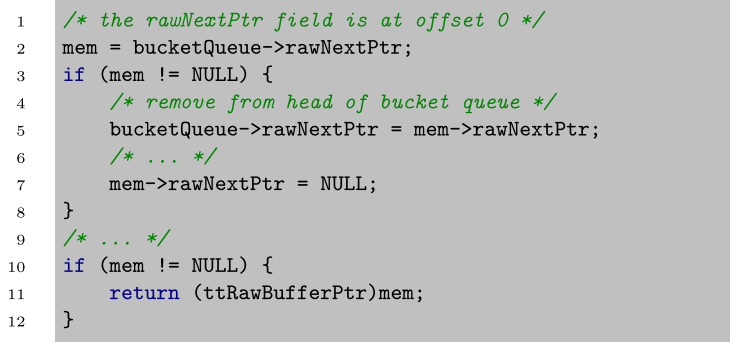 1 /* the rawNextPtr field is at offset 0 */
2 mem = bucketQueue->rawNextPtr;
3 if (mem != NULL) {
4 /* remove from head of bucket queue */
5 bucketQueue->rawNextPtr = mem->rawNextPtr;
6 /* ... */
7 mem->rawNextPtr = NULL;
8 }
9 /* ... */
10 if (mem != NULL) {
11 return (ttRawBufferPtr)mem;
12 }